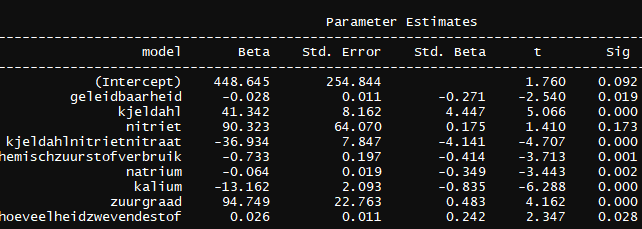 Parameter Estimates
model Beta Std. Error Std. Beta t Sig
(Intercept) 448.645 254.844 1.760 0.092
geleidbaarheid -0.028 0.011 -0.271 -2.540 0.019
kjeldahl 41.342 8.162 4.447 5.066 0.000
nitriet 90.323 64.070 0.175 1.410 0.173
kjeldahlnitrietnitraat -36.934 7.847 -4.141 -4.707 0.000
hemischzuurstofverbruik -0.733 0.197 -0.414 -3.713 0.001
natrium -0.064 0.019 -0.349 -3.443 0.002
kalium -13.162 2.093 -0.835 -6.288 0.000
zuurgraad 94.749 22.763 0.483 4.162 0.000
hoeveelheidzwevendestof 0.026 0.011 0.242 2.347 0.028